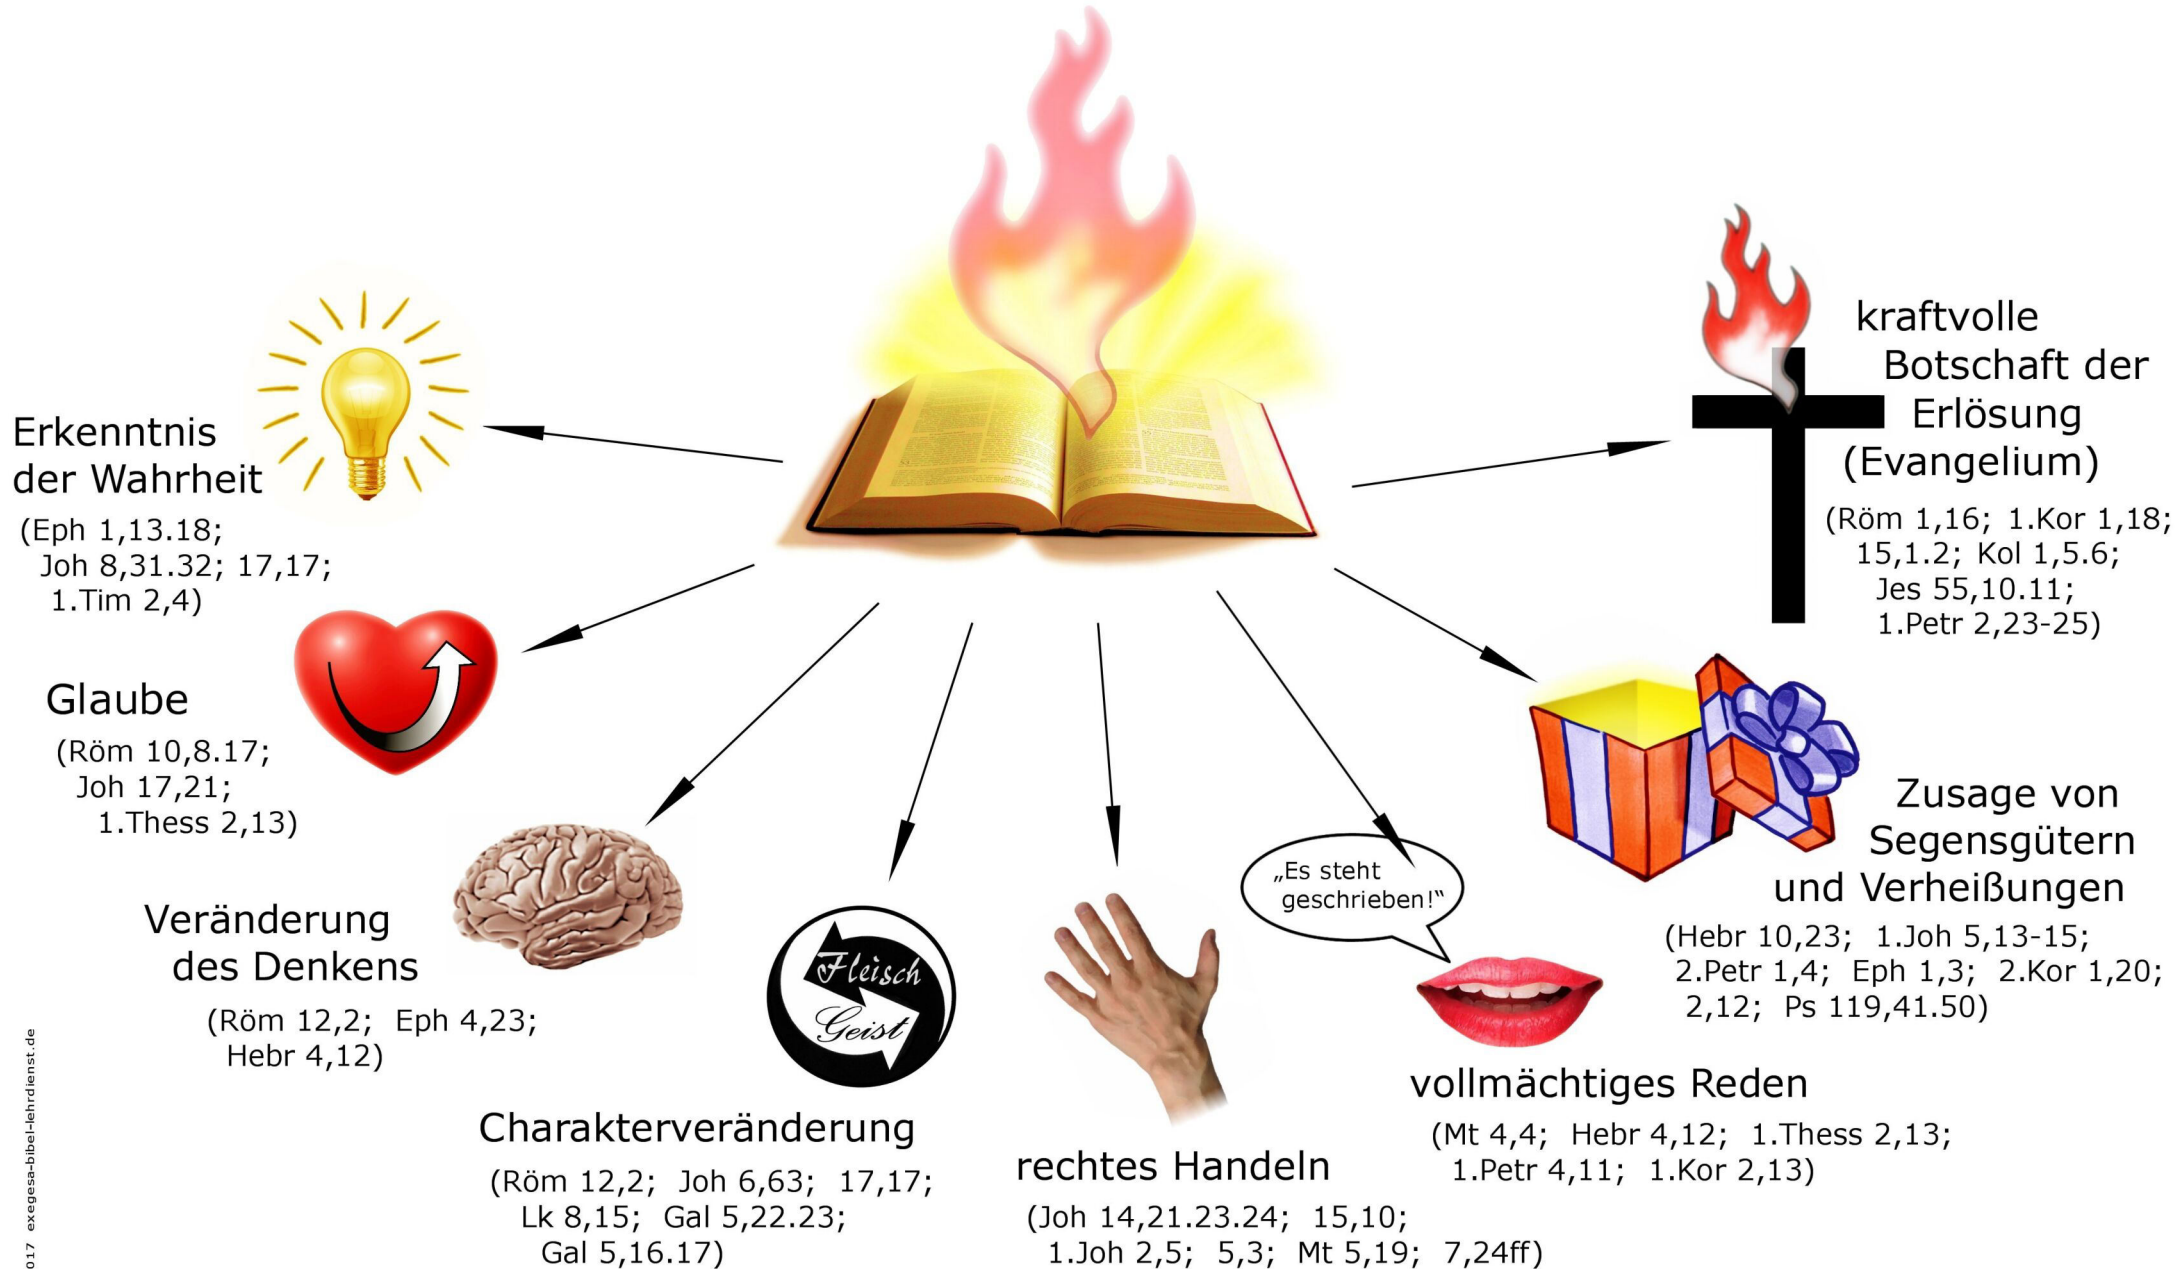 Erkenntnis
der Wahrheit
(Eph 1,13.18;
Joh 8,31.32; 17,17;
1.Tim 2,4)
Glaube
(Röm 10,8.17;
Joh 17,21;
1.Thess 2,13)
Veränderung
des Denkens
(Röm 12,2; Eph 4,23;
Hebr 4,12)
Fleisch
Geist
Charakterveränderung
(Röm 12,2; Joh 6,63; 17,17;
Lk 8,15; Gal 5,22.23;
Gal 5,16.17)
rechtes Handeln
(Joh 14,21.23.24; 15,10;
1.Joh 2,5; 5,3; Mt 5,19; 7,24ff)
„Es steht
geschrieben!“
vollmächtiges Reden
(Mt 4,4; Hebr 4,12; 1.Thess 2,13;
1.Petr 4,11; 1.Kor 2,13)
Zusage von
Segensgütern
und Verheißungen
(Hebr 10,23; 1.Joh 5,13-15;
2.Petr 1,4; Eph 1,3; 2.Kor 1,20;
2,12; Ps 119,41.50)
kraftvolle
Botschaft der
Erlösung
(Evangelium)
(Röm 1,16; 1.Kor 1,18;
15,1.2; Kol 1,5.6;
Jes 55,10.11;
1.Petr 2,23-25)
017 exegesa-bibel-lehrdienst.de